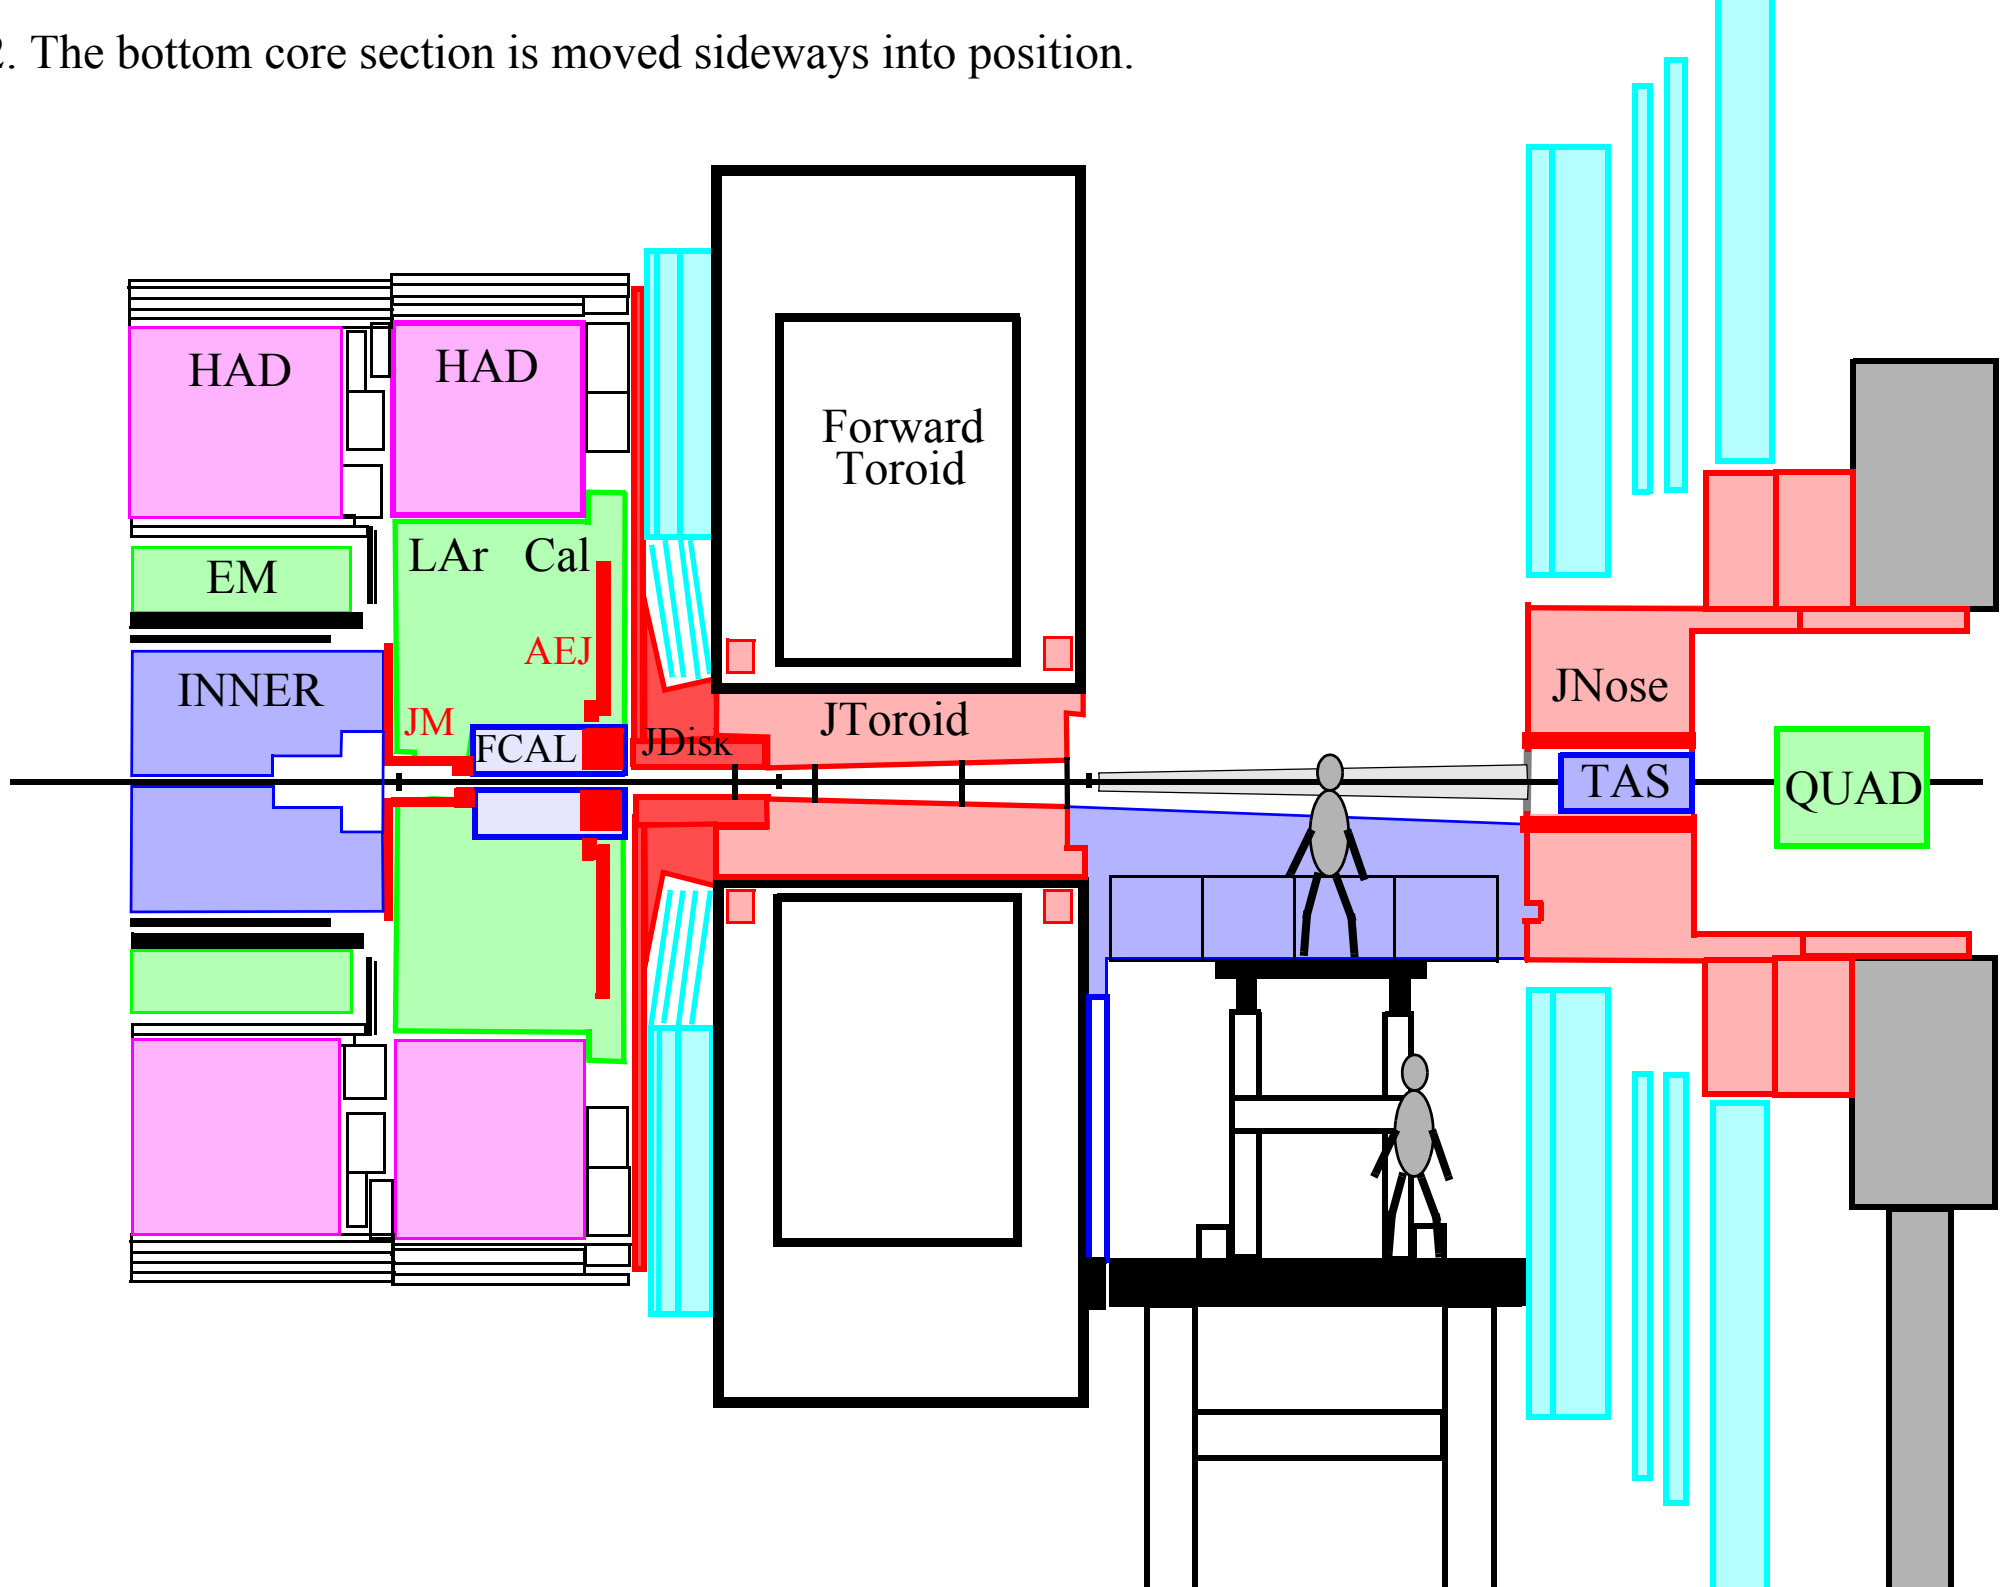 2. The bottom core section is moved sideways into position.
HAD
HAD
Forward
Toroid
LAr Cal
EM
AEJ
INNER
JM
FCAL
JDisk
JToroid
JNose
TAS
QUAD